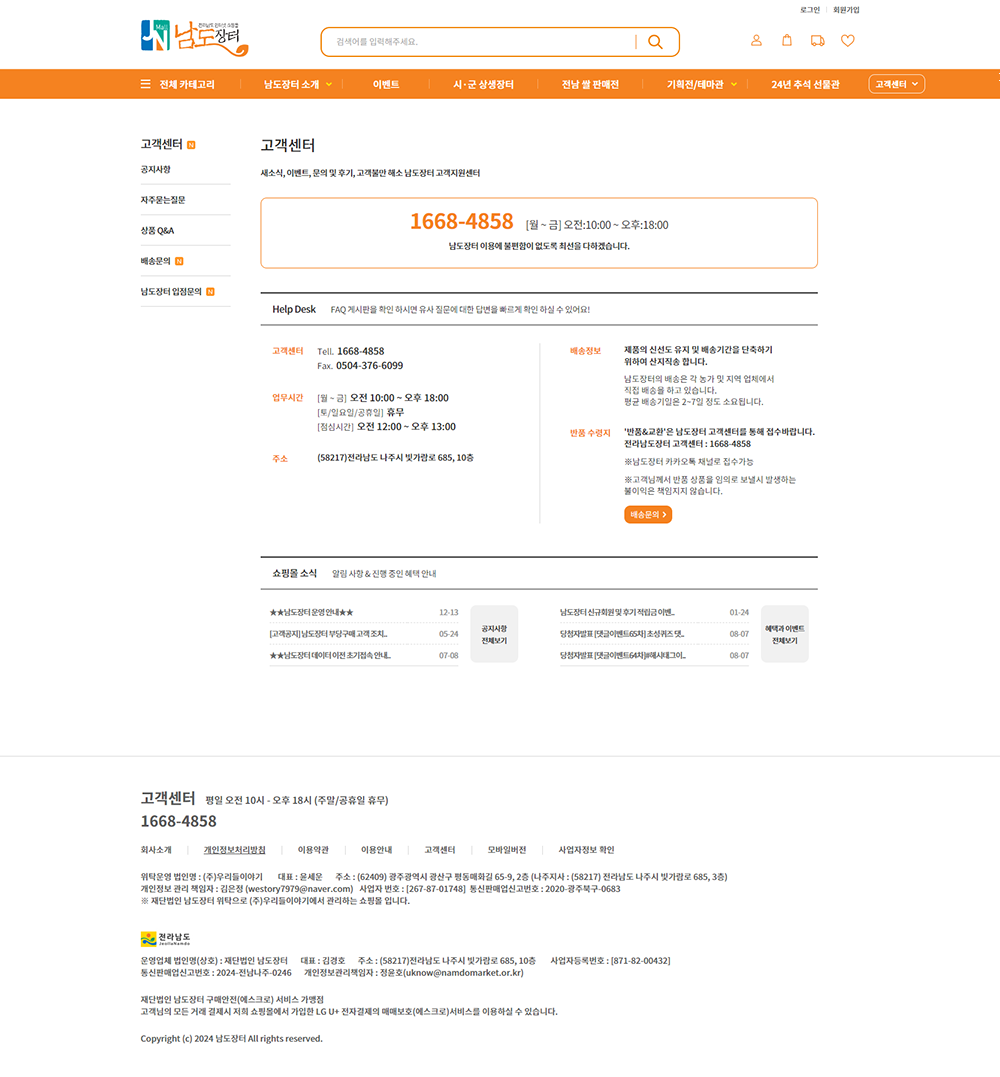 로그인 회원가입
JN Mall 전라남도 인터넷 쇼핑몰
남도장터
검색어를 입력해주세요.
전체 카테고리 남도장터 소개 이벤트 시·군 상생장터 전남 쌀 판매전 기획전/테마관 24년 추석 선물관 고객센터
고객센터 N
공지사항
자주묻는질문
상품 Q&A
배송문의 N
남도장터 입점문의 N
고객센터
새소식, 이벤트, 문의 및 후기, 고객불만 해소 남도장터 고객지원센터
1668-4858 [월 ~ 금] 오전:10:00 ~ 오후:18:00
남도장터 이용에 불편함이 없도록 최선을 다하겠습니다.
Help Desk FAQ 게시판을 확인 하시면 유사 질문에 대한 답변을 빠르게 확인 하실 수 있어요!
고객센터 Tell. 1668-4858
Fax. 0504-376-6099
업무시간 [월 ~ 금] 오전 10:00 ~ 오후 18:00
[토/일요일/공휴일] 휴무
[점심시간] 오전 12:00 ~ 오후 13:00
주소 (58217)전라남도 나주시 빛가람로 685, 10층
배송정보 제품의 신선도 유지 및 배송기간을 단축하기
위하여 산지직송 합니다.
남도장터의 배송은 각 농가 및 지역 업체에서
직접 배송을 하고 있습니다.
평균 배송기일은 2~7일 정도 소요됩니다.
반품 수령지 '반품&교환'은 남도장터 고객센터를 통해 접수바랍니다.
전라남도장터 고객센터 : 1668-4858
※남도장터 카카오톡 채널로 접수가능
※고객님께서 반품 상품을 임의로 보낼시 발생하는
불이익은 책임지지 않습니다.
배송문의
쇼핑몰 소식 알림 사항 & 진행 중인 혜택 안내
★★남도장터 운영 안내★★ 12-13
[고객공지] 남도장터 부당구매 고객 조치.. 05-24
★★남도장터 데이터 이전 초기접속 안내.. 07-08
공지사항
전체보기
남도장터 신규회원 및 후기 적립금 이벤.. 01-24
당첨자발표 [댓글이벤트65차] 초성퀴즈 댓.. 08-07
당첨자발표 [댓글이벤트64차]#해시태그이.. 08-07
혜택과 이벤트
전체보기
고객센터 평일 오전 10시 - 오후 18시 (주말/공휴일 휴무)
1668-4858
회사소개 개인정보처리방침 이용약관 이용안내 고객센터 모바일버전 사업자정보 확인
위탁운영 법인명 : (주)우리들이야기 대표 : 윤세운 주소 : (62409) 광주광역시 광산구 평동매화길 65-9, 2층 (나주지사 : (58217) 전라남도 나주시 빛가람로 685, 3층)
개인정보 관리 책임자 : 김은정 (westory7979@naver.com) 사업자 번호 : [267-87-01748] 통신판매업신고번호 : 2020-광주북구-0683
※ 재단법인 남도장터 위탁으로 (주)우리들이야기에서 관리하는 쇼핑몰 입니다.
전라남도
JeollaNamdo
운영업체 법인명(상호) : 재단법인 남도장터 대표 : 김경호 주소 : (58217)전라남도 나주시 빛가람로 685, 10층 사업자등록번호 : [871-82-00432]
통신판매업신고번호 : 2024-전남나주-0246 개인정보관리책임자 : 정윤호(uknow@namdomarket.or.kr)
재단법인 남도장터 구매안전(에스크로) 서비스 가맹점
고객님의 모든 거래 결제시 저희 쇼핑몰에서 가입한 LG U+ 전자결제의 매매보호(에스크로)서비스를 이용하실 수 있습니다.
Copyright (c) 2024 남도장터 All rights reserved.